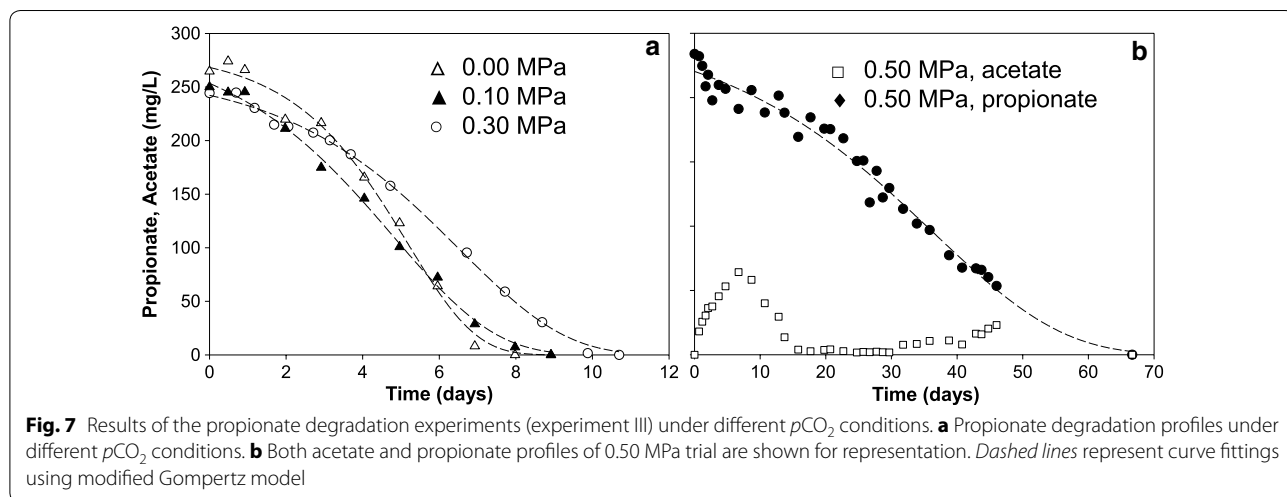 300
250
200
150
100
50
0
Propionate, Acetate (mg/L)
0 2 4 6 8 10 12
Time (days)
a
△ 0.00 MPa
▲ 0.10 MPa
○ 0.30 MPa
b
□ 0.50 MPa, acetate
◆ 0.50 MPa, propionate
0 10 20 30 40 50 60 70
Time (days)
Fig. 7 Results of the propionate degradation experiments (experiment III) under different pCO₂ conditions. a Propionate degradation profiles under
different pCO₂ conditions. b Both acetate and propionate profiles of 0.50 MPa trial are shown for representation. Dashed lines represent curve fittings
using modified Gompertz model